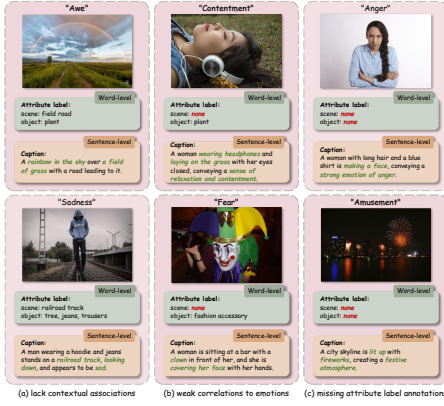 "Awe"
Word-level
Attribute label:
scene: field road
object: plant
Sentence-level
Caption:
A rainbow in the sky over a field
of grass with a road leading to it.
"Contentment"
Word-level
Attribute label:
scene: none
object: plant
Sentence-level
Caption:
A woman wearing headphones and
laying on the grass with her eyes
closed, conveying a sense of
relaxation and contentment.
"Anger"
Word-level
Attribute label:
scene: none
object: none
Sentence-level
Caption:
A woman with long hair and a blue
shirt is making a face, conveying a
strong emotion of anger.
"Sadness"
Word-level
Attribute label:
scene: railroad track
object: tree, jeans, trousers
Sentence-level
Caption:
A man wearing a hoodie and jeans
stands on a railroad track, looking
down, and appears to be sad.
"Fear"
Word-level
Attribute label:
scene: none
object: fashion accessory
Sentence-level
Caption:
A woman is sitting at a bar with a
clown in front of her, and she is
covering her face with her hands.
"Amusement"
Word-level
Attribute label:
scene: none
object: none
Sentence-level
Caption:
A city skyline is lit up with
fireworks, creating a festive
atmosphere.
(a) lack contextual associations
(b) weak correlations to emotions
(c) missing attribute label annotation